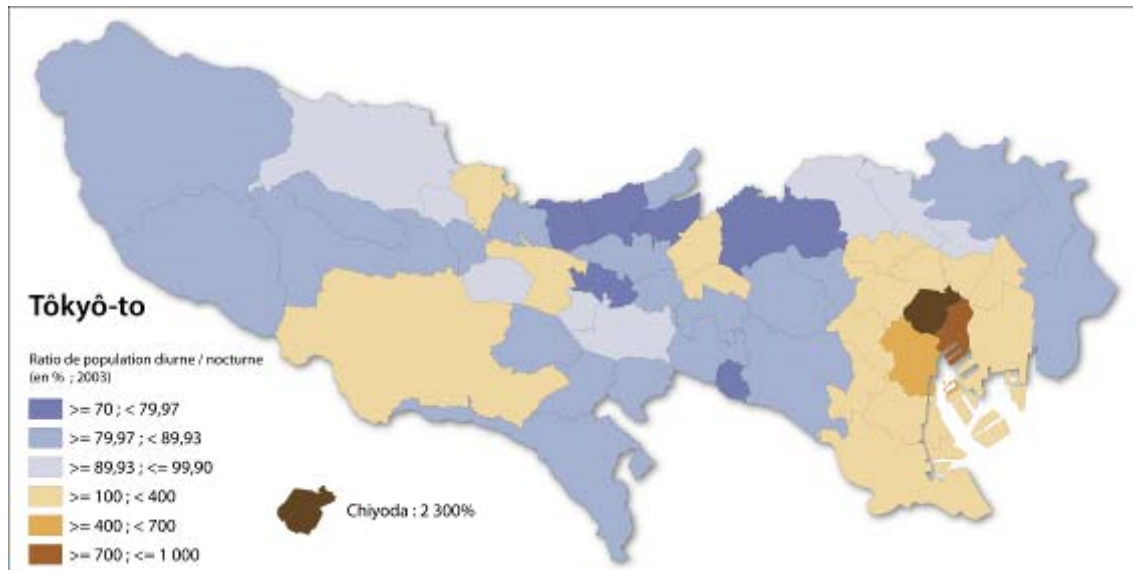 Tôkyô-to
Ratio de population diurne / nocturne
(en % ; 2003)
>= 70 ; < 79,97
>= 79,97 ; < 89,93
>= 89,93 ; <= 99,90
>= 100 ; < 400
>= 400 ; < 700
>= 700 ; <= 1 000
Chiyoda : 2 300%